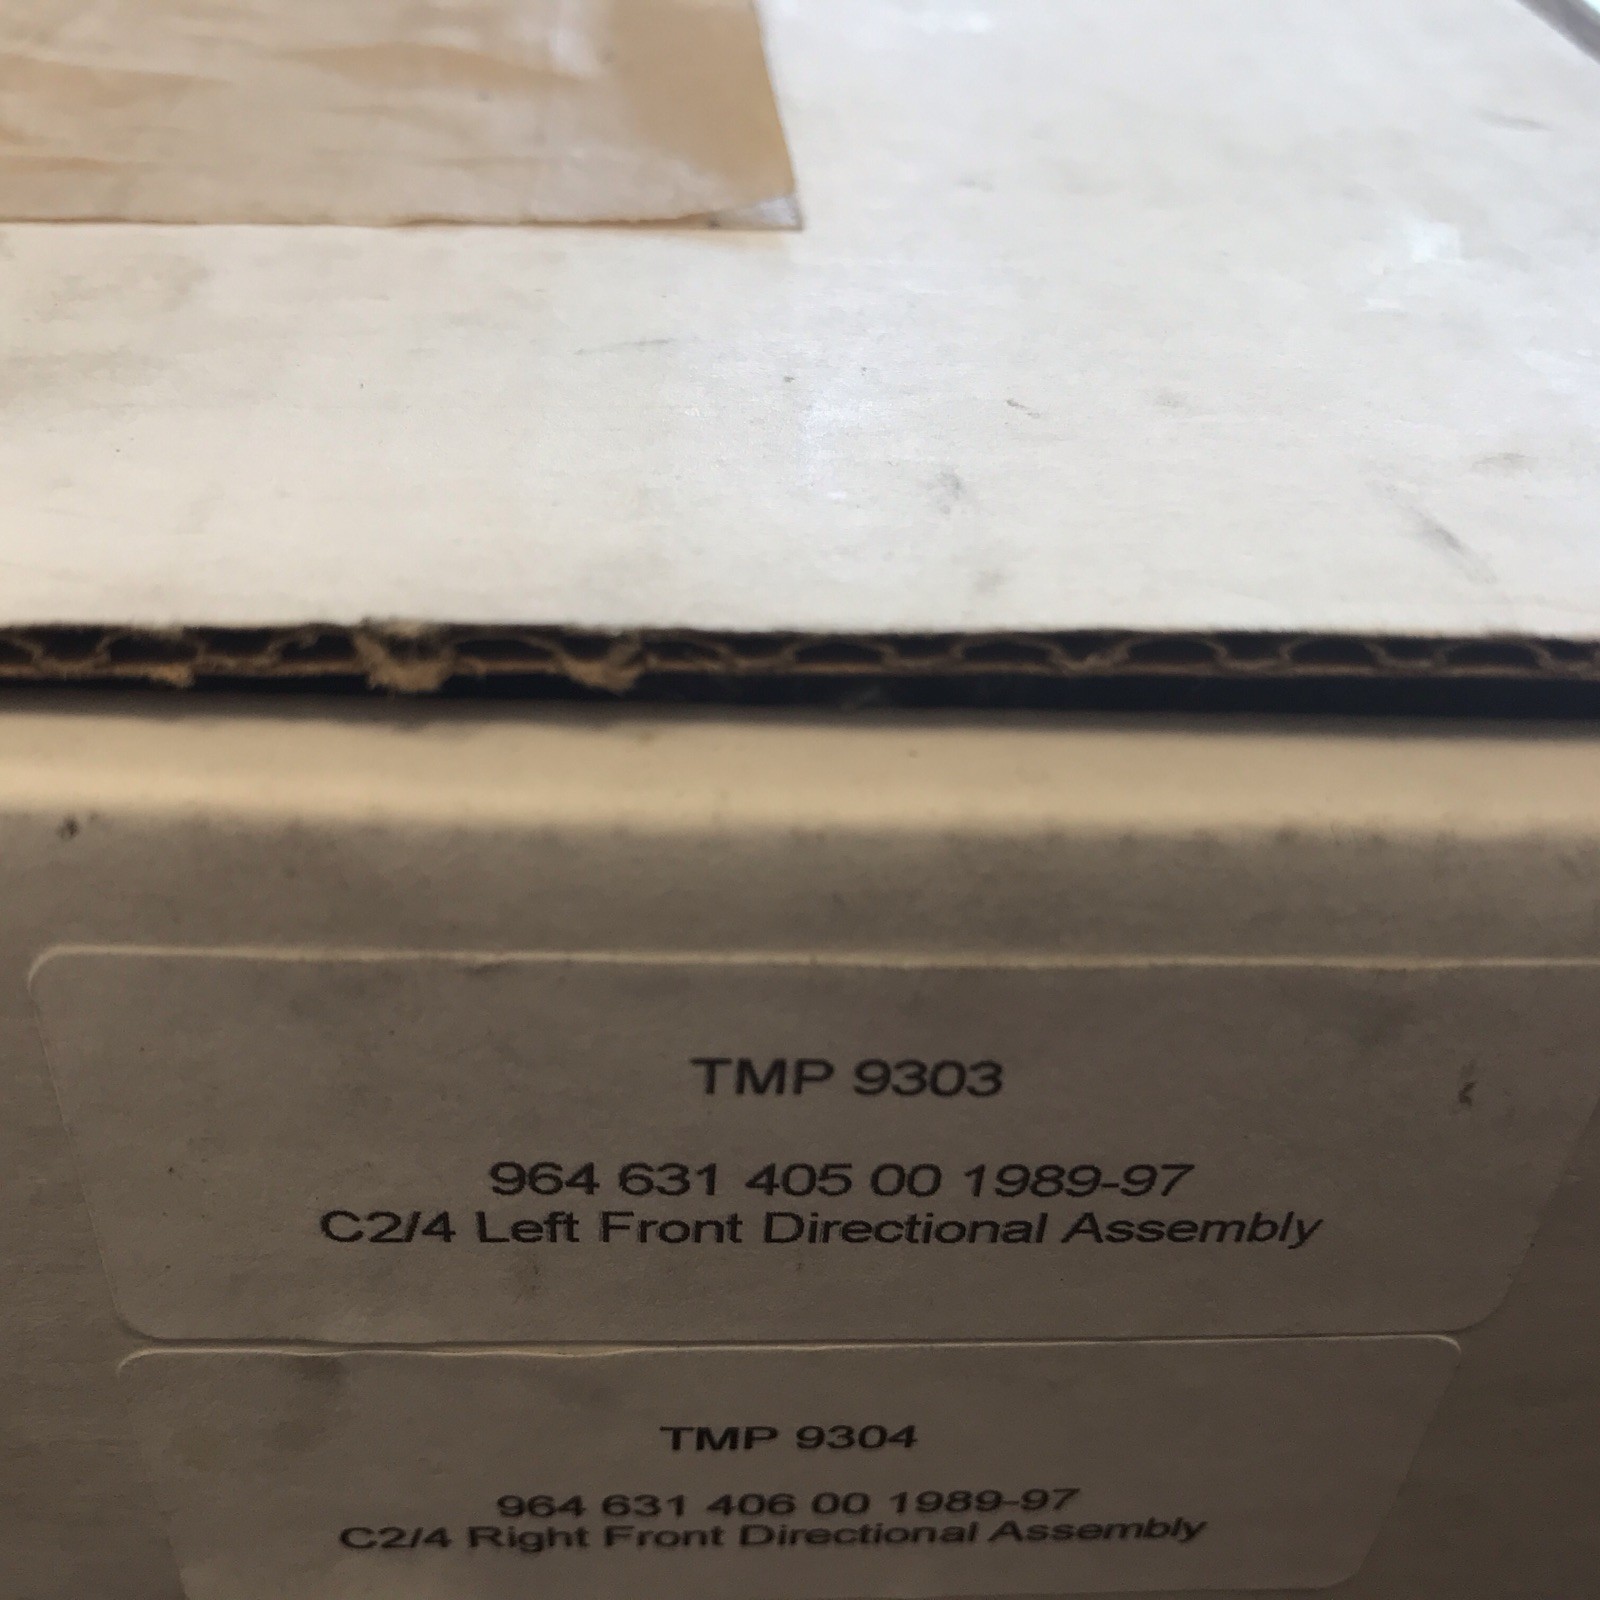 TMP 9303
964 631 405 00 1989-97
C2/4 Left Front Directional Assembly
TMP 9304
964 631 406 00 1989-97
C2/4 Right Front Directional Assembly